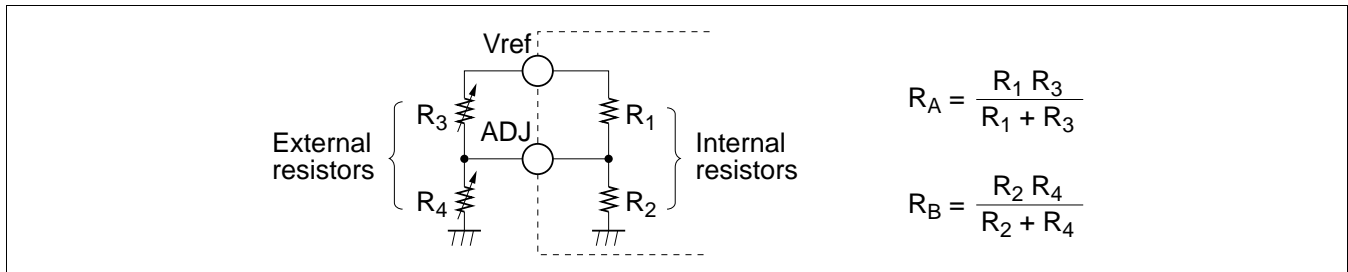 Vref
R3
R1
External
resistors
ADJ
Internal
resistors
R4
R2
RA = R1 R3 / R1 + R3
RB = R2 R4 / R2 + R4